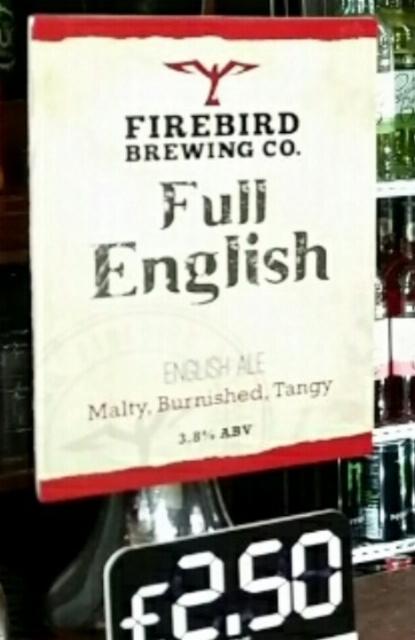 FIREBIRD
BREWING CO.
Full
English
ENGLISH ALE
Malty, Burnished, Tangy
3.8% ABV
£2.50